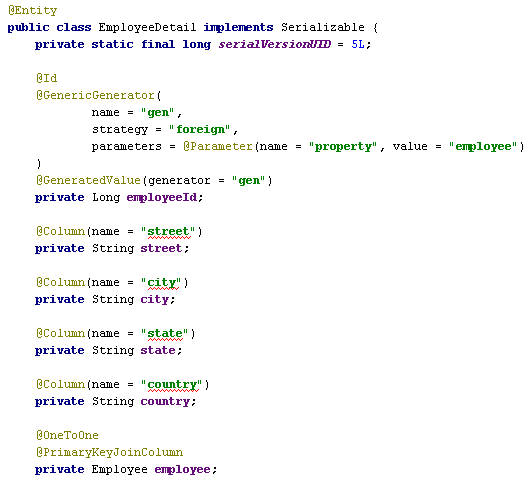 @Entity
public class EmployeeDetail implements Serializable {
    private static final long serialVersionUID = 5L;

    @Id
    @GenericGenerator(
            name = "gen",
            strategy = "foreign",
            parameters = @Parameter(name = "property", value = "employee")
    )
    @GeneratedValue(generator = "gen")
    private Long employeeId;

    @Column(name = "street")
    private String street;

    @Column(name = "city")
    private String city;

    @Column(name = "state")
    private String state;

    @Column(name = "country")
    private String country;

    @OneToOne
    @PrimaryKeyJoinColumn
    private Employee employee;